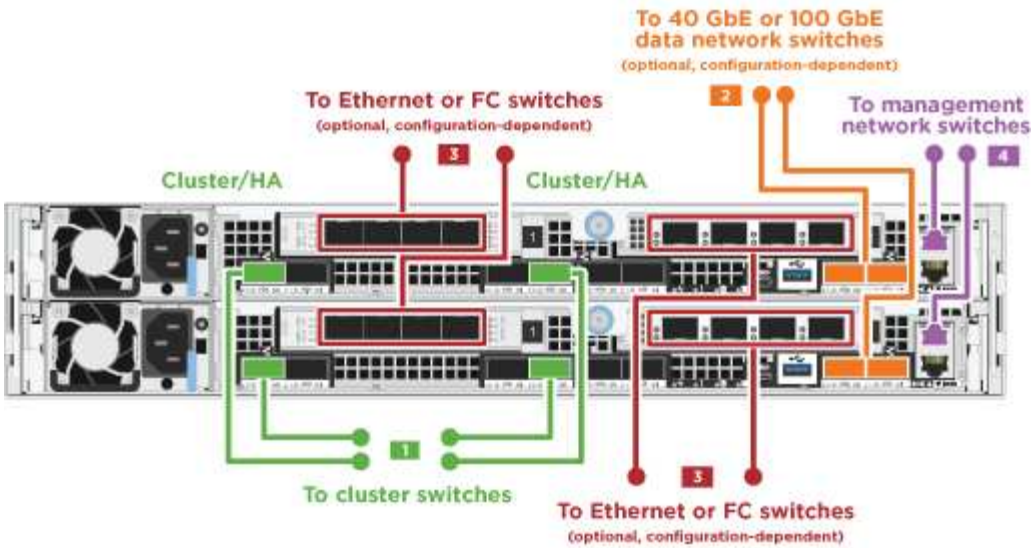 To 40 GbE or 100 GbE
data network switches
(optional, configuration-dependent)
2
To Ethernet or FC switches
(optional, configuration-dependent)
3
To management
network switches
4
Cluster/HA
Cluster/HA
1
1
1
To cluster switches
3
To Ethernet or FC switches
(optional, configuration-dependent)